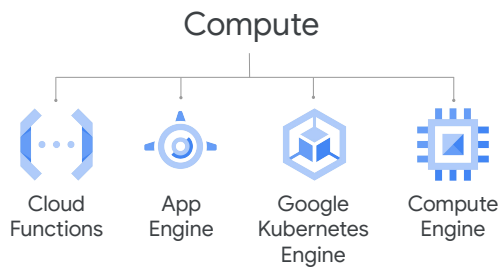 Compute
Cloud
Functions
App
Engine
Google
Kubernetes
Engine
Compute
Engine